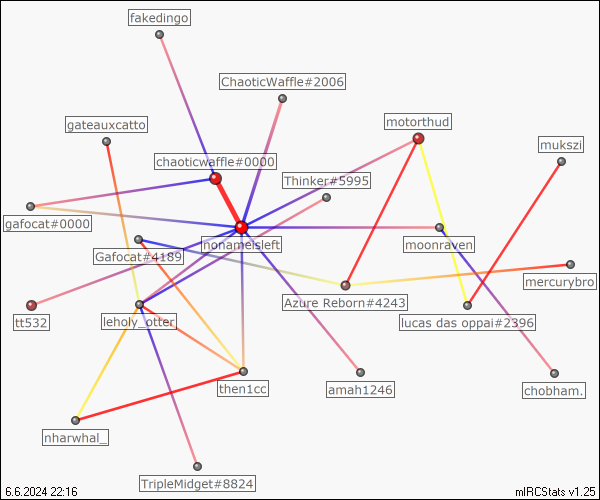 fakedingo
ChaoticWaffle#2006
gateauxcatto
motorthud
mukszi
chaoticwaffle#0000
Thinker#5995
gafocat#0000
nonameisleft
moonraven
Gafocat#4189
mercurybro
Azure Reborn#4243
tt532
leholy_otter
lucas das oppai#2396
then1cc
amah1246
chobham.
nharwhal_
TripleMidget#8824
6.6.2024 22:16
mIRCStats v1.25